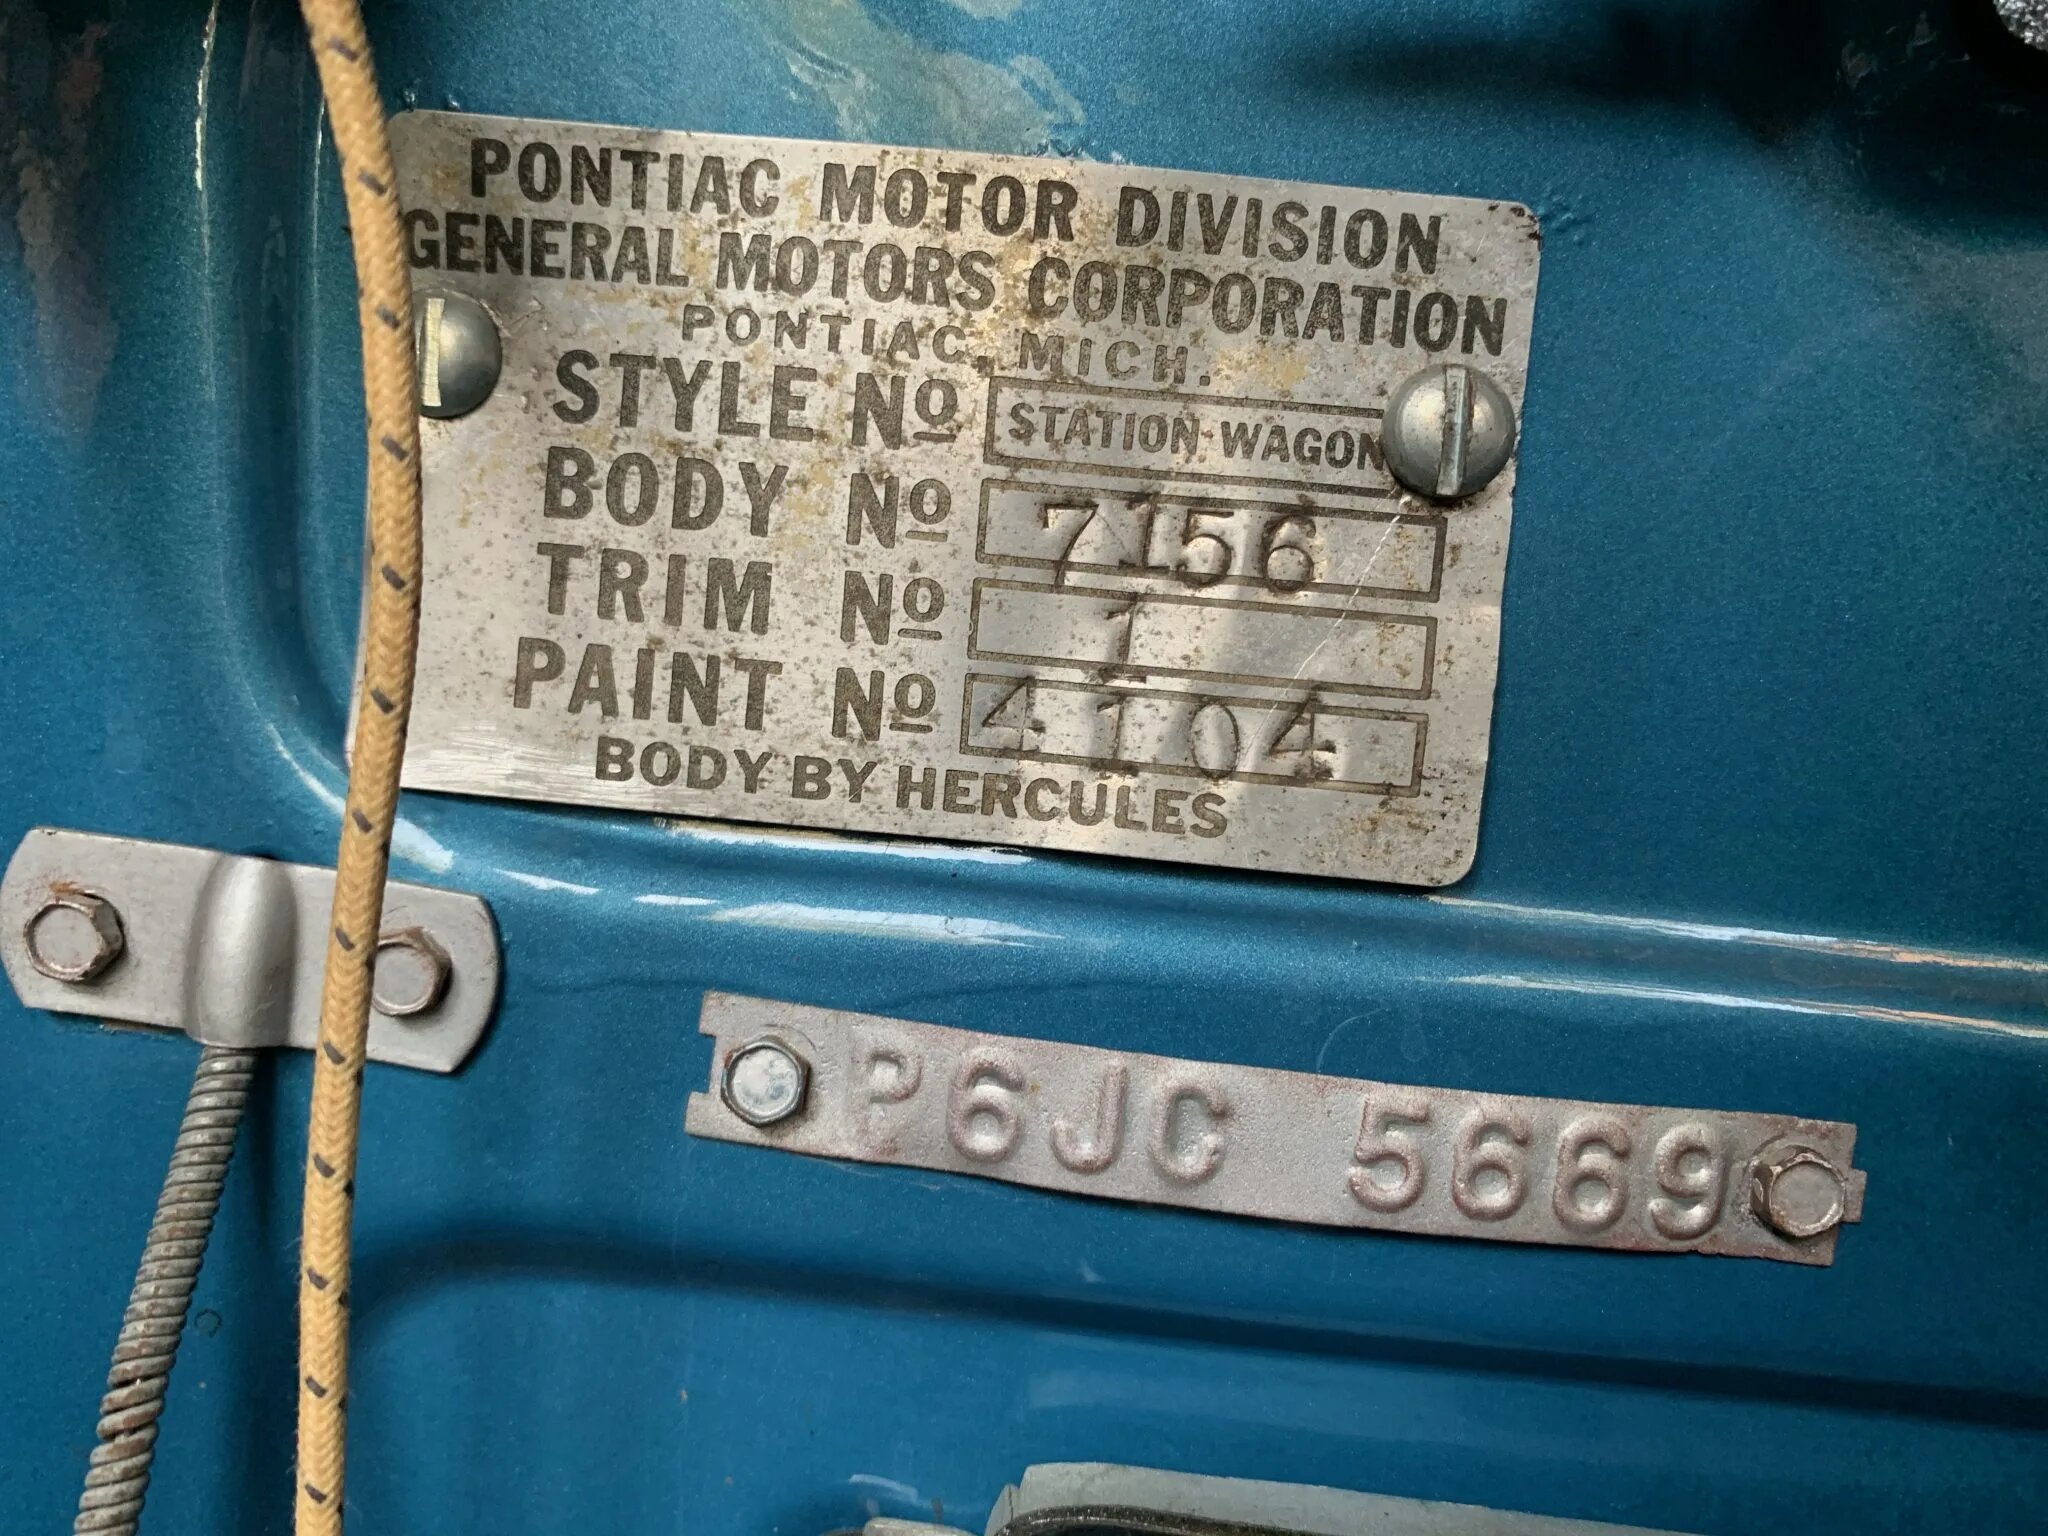 PONTIAC MOTOR DIVISION
GENERAL MOTORS CORPORATION
PONTIAC, MICH.
STYLE No STATION WAGON
BODY No 7156
TRIM No 1
PAINT No 4104
BODY BY HERCULES
P6JC 5669